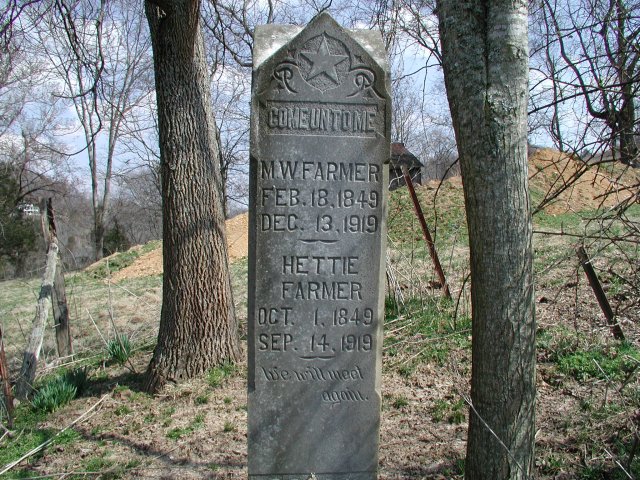 COME UNTO ME
M.W. FARMER
FEB. 18, 1849
DEC. 13, 1919
HETTIE
FARMER
OCT. 1, 1849
SEP. 14, 1919
We will meet
again.